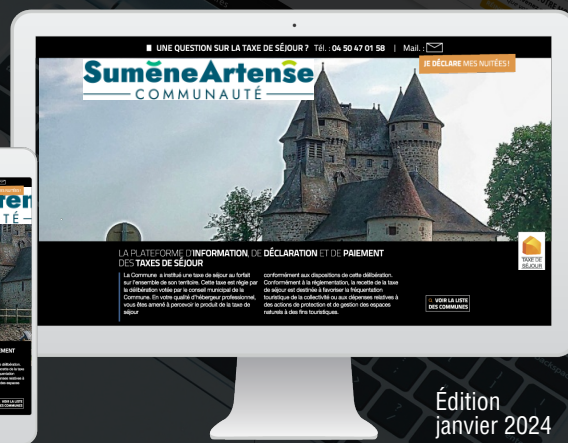 UNE QUESTION SUR LA TAXE DE SÉJOUR ? Tél. : 04 50 47 01 58 | Mail. :
JE DÉCLARE MES NUITÉES !
SumèneArtense
COMMUNAUTÉ
LA PLATEFORME D'INFORMATION, DE DÉCLARATION ET DE PAIEMENT
DES TAXES DE SÉJOUR
La Commune a institué une taxe de séjour au forfait
sur l'ensemble de son territoire. Cette taxe est régie par
la délibération votée par le conseil municipal de la
Commune. En votre qualité d'hébergeur professionnel,
vous êtes amené à percevoir le produit de la taxe de
séjour
conformément aux dispositions de cette délibération.
Conformément à la réglementation, la recette de la taxe
de séjour est destinée à favoriser la fréquentation
touristique de la collectivité ou aux dépenses relatives à
des actions de protection et de gestion des espaces
naturels à des fins touristiques.
TAXE DE
SÉJOUR
VOIR LA LISTE
DES COMMUNES
Édition
janvier 2024